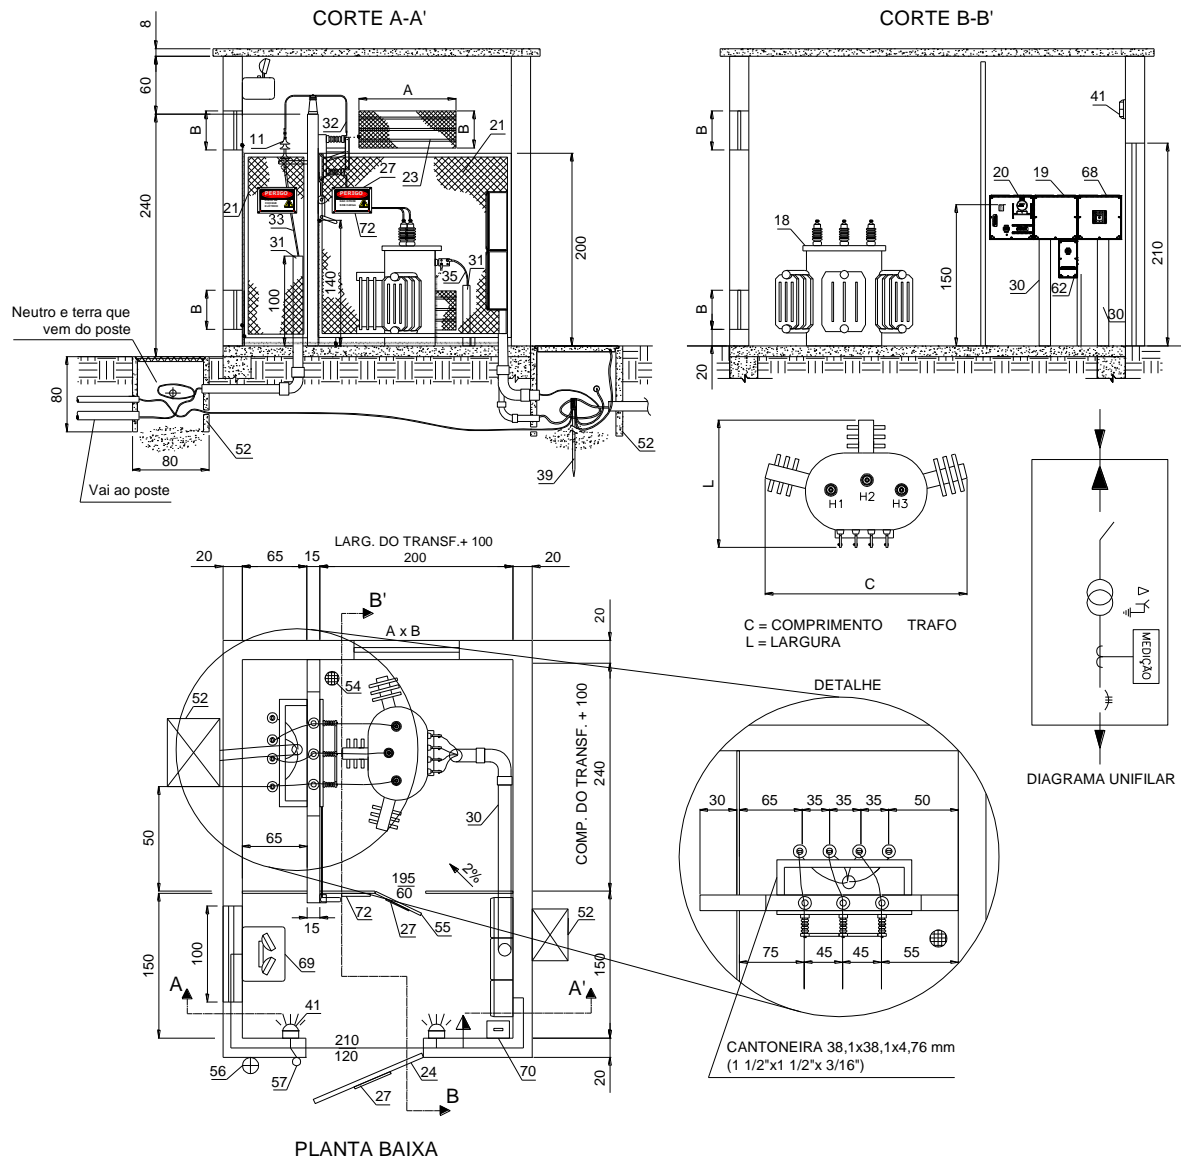 CORTE A-A'
8
60
240
B
B
A
B
11
32
21
27
23
PERIGO
PERIGO
21
33
31
72
100
140
35
31
200
Neutro e terra que
vem do poste
80
80
52
Vai ao poste
39
52
CORTE B-B'
41
B
B
20
19
68
18
150
30
62
30
210
20
L
H1
H2
H3
C
C = COMPRIMENTO TRAFO
L = LARGURA
MEDIÇÃO
DIAGRAMA UNIFILAR
LARG. DO TRANSF.+ 100
20
65
15
200
20
B'
A x B
20
52
54
COMP. DO TRANSF. + 100
240
30
50
65
2%
195
60
15
72
27
55
52
150
100
69
150
A
A'
41
210
120
56
57
24
27
70
20
B
PLANTA BAIXA
DETALHE
30
65
35
35
35
50
75
45
45
55
CANTONEIRA 38,1x38,1x4,76 mm
(1 1/2"x1 1/2"x 3/16")